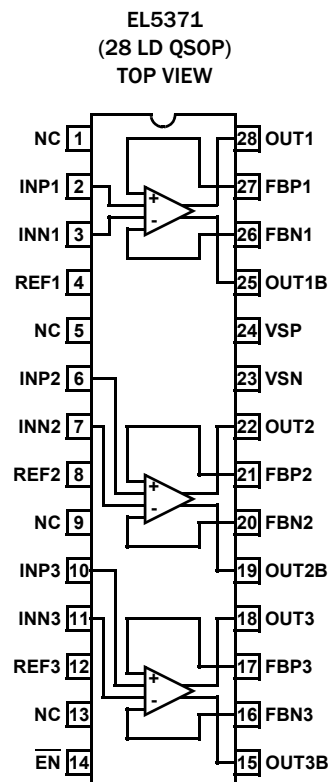 EL5371
(28 LD QSOP)
TOP VIEW
NC 1
INP1 2
INN1 3
REF1 4
NC 5
INP2 6
INN2 7
REF2 8
NC 9
INP3 10
INN3 11
REF3 12
NC 13
EN 14
28 OUT1
27 FBP1
26 FBN1
25 OUT1B
24 VSP
23 VSN
22 OUT2
21 FBP2
20 FBN2
19 OUT2B
18 OUT3
17 FBP3
16 FBN3
15 OUT3B
+
-
+
-
+
-